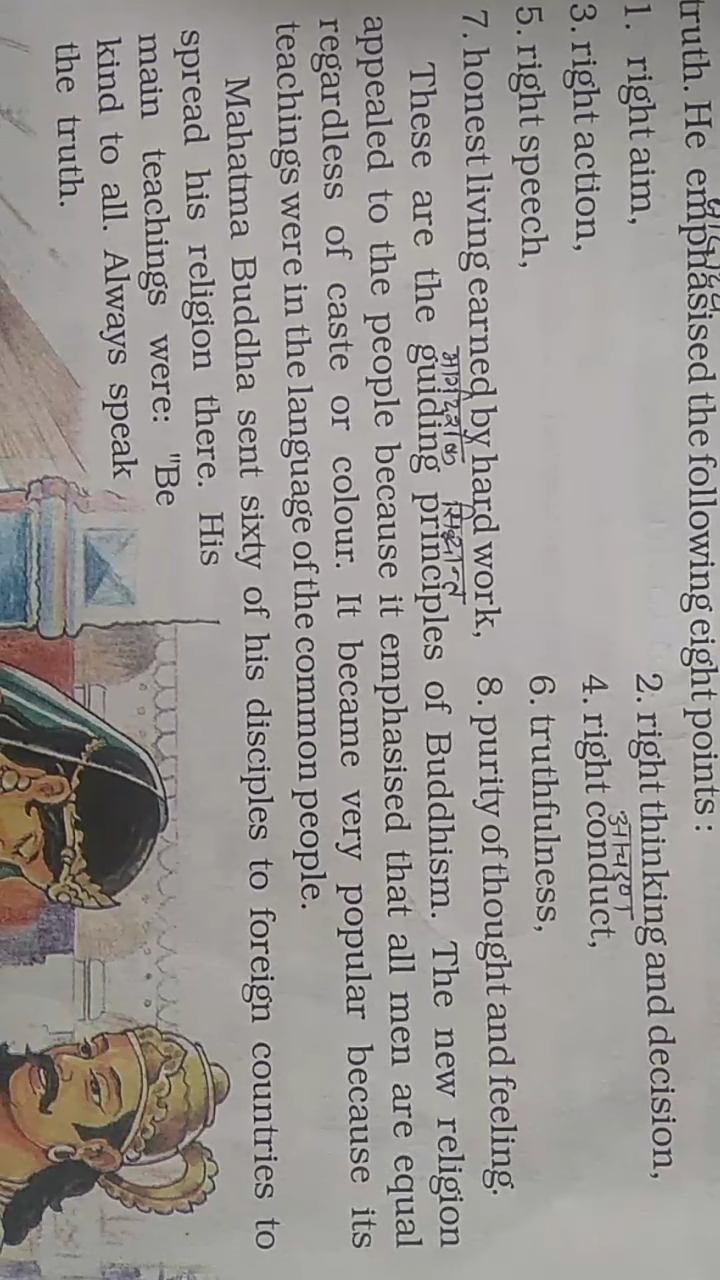 truth. He emphasised the following eight points :
1. right aim, 2. right thinking and decision,
आचरण
3. right action, 4. right conduct,
5. right speech, 6. truthfulness,
7. honest living earned by hard work, 8. purity of thought and feeling.
मार्गदर्शक सिद्धान्त
These are the guiding principles of Buddhism. The new religion
appealed to the people because it emphasised that all men are equal
regardless of caste or colour. It became very popular because its
teachings were in the language of the common people.
Mahatma Buddha sent sixty of his disciples to foreign countries to
spread his religion there. His
main teachings were: "Be
kind to all. Always speak
the truth.